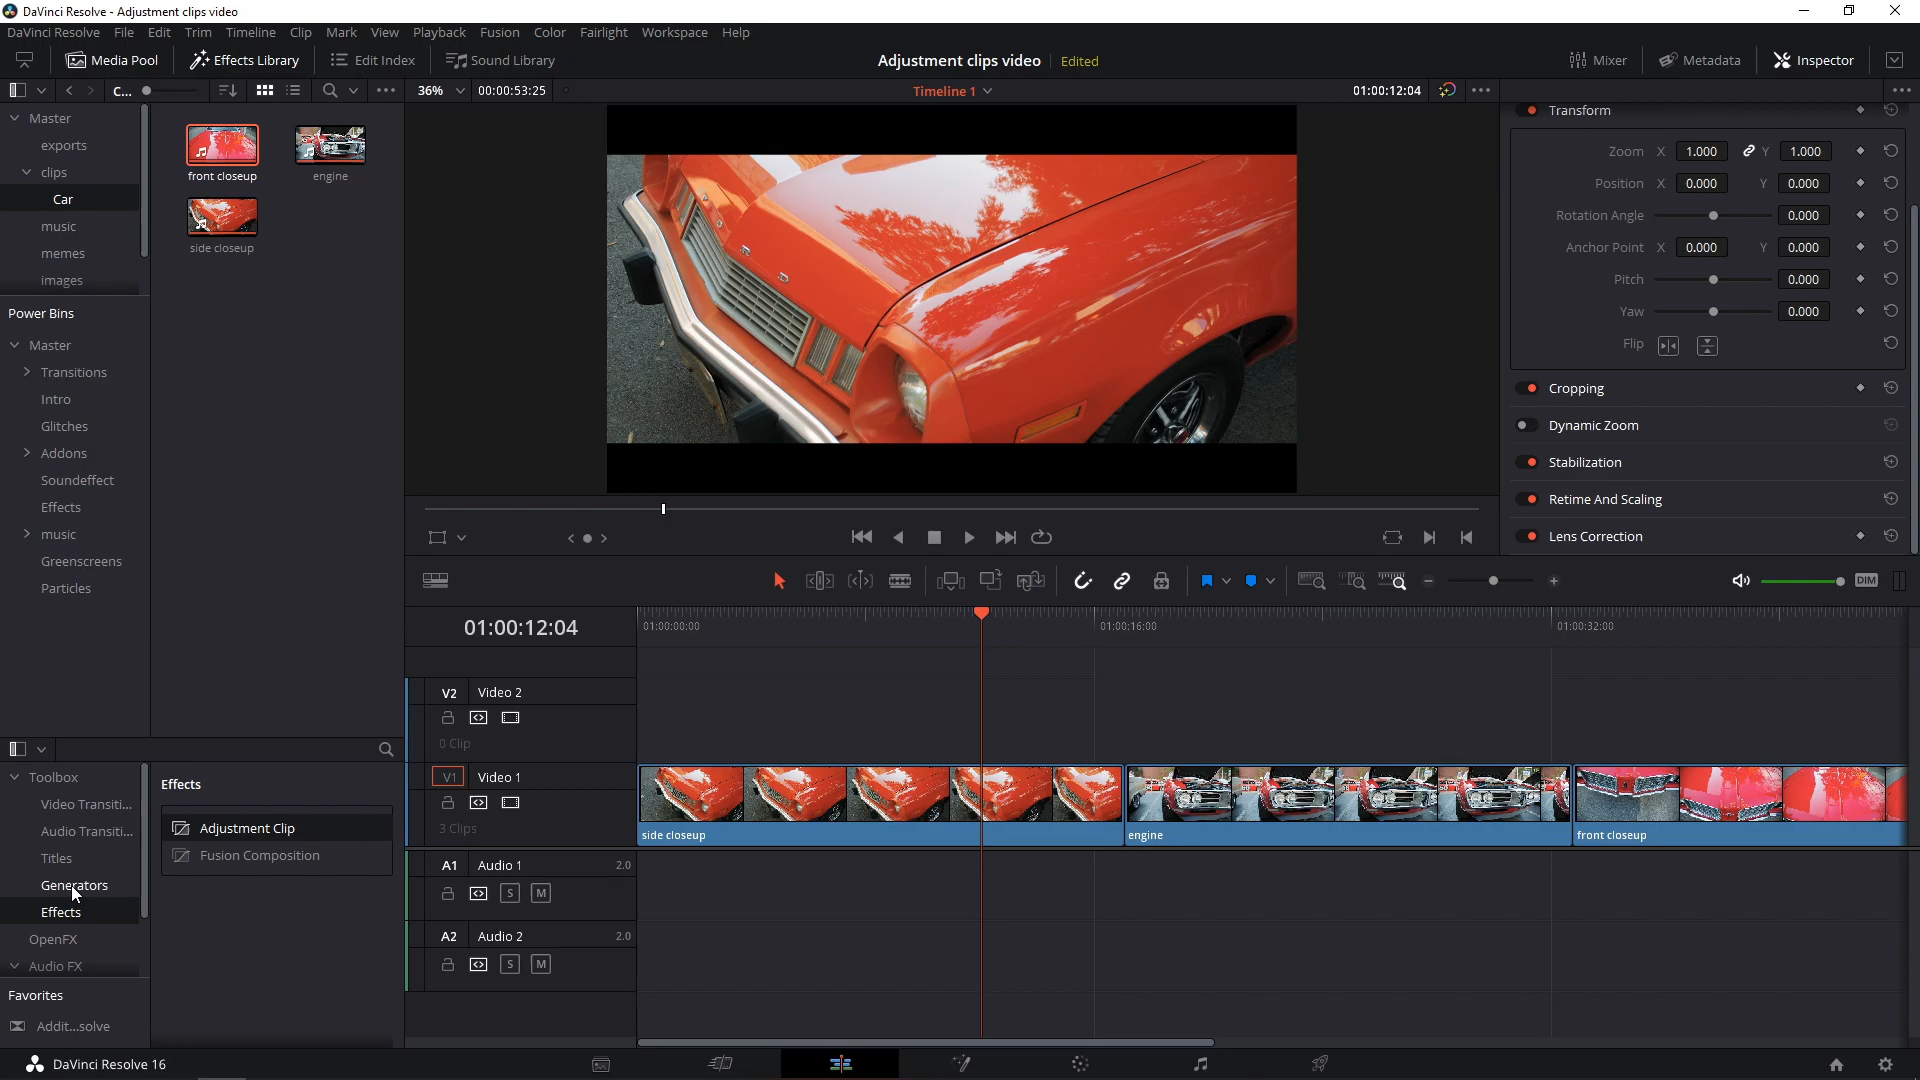 DaVinci Resolve - Adjustment clips video
DaVinci Resolve File Edit Trim Timeline Clip Mark View Playback Fusion Color Fairlight Workspace Help
Media Pool Effects Library Edit Index Sound Library Adjustment clips video Edited Mixer Metadata Inspector
C... 36% 00:00:53:25 Timeline 1 01:00:12:04
Master
exports
clips
Car
music
memes
images
front closeup
engine
side closeup
Power Bins
Master
Transitions
Intro
Glitches
Addons
Soundeffect
Effects
music
Greenscreens
Particles
Transform
Zoom X 1.000 Y 1.000
Position X 0.000 Y 0.000
Rotation Angle 0.000
Anchor Point X 0.000 Y 0.000
Pitch 0.000
Yaw 0.000
Flip
Cropping
Dynamic Zoom
Stabilization
Retime And Scaling
Lens Correction
DIM
01:00:12:04 01:00:00:00 01:00:16:00 01:00:32:00
V2 Video 2
0 Clip
V1 Video 1
3 Clips
side closeup engine front closeup
A1 Audio 1 2.0
S M
A2 Audio 2 2.0
S M
Toolbox
Video Transiti...
Audio Transiti...
Titles
Generators
Effects
OpenFX
Audio FX
Effects
Adjustment Clip
Fusion Composition
Favorites
Addit...solve
DaVinci Resolve 16